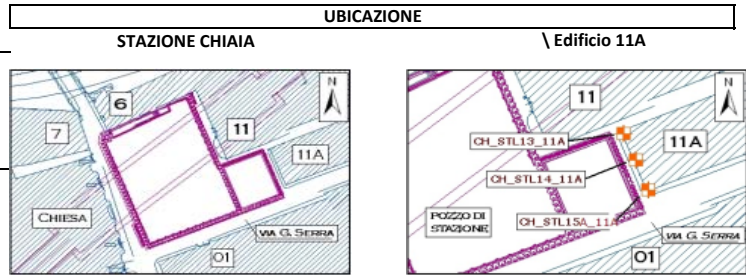 UBICAZIONE
STAZIONE CHIAIA
\ Edificio 11A
N
6
7
11
11A
CHIESA
VIA G. SERRA
O1
N
11
CH_STL13_11A
11A
CH_STL14_11A
POZZO DI
STAZIONE
CH_STL15A_11A
VIA G. SERRA
O1